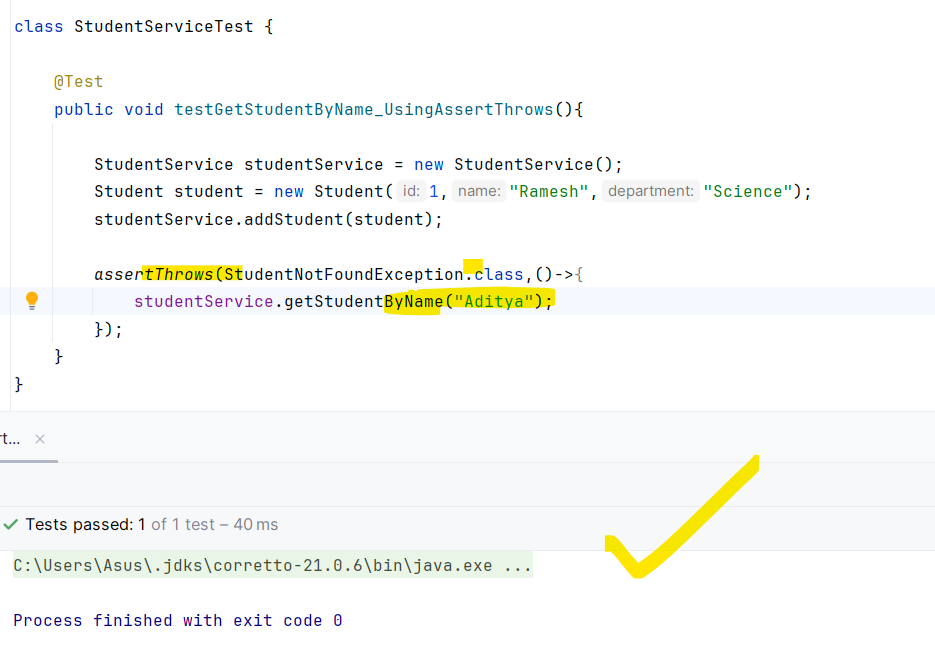 class StudentServiceTest {
@Test
public void testGetStudentByName_UsingAssertThrows(){
StudentService studentService = new StudentService();
Student student = new Student( id: 1, name: "Ramesh", department: "Science");
studentService.addStudent(student);
assertThrows(StudentNotFoundException.class,()->{
studentService.getStudentByName("Aditya");
});
}
}
rt... ×
Tests passed: 1 of 1 test – 40 ms
C:\Users\Asus\.jdks\corretto-21.0.6\bin\java.exe ...
Process finished with exit code 0